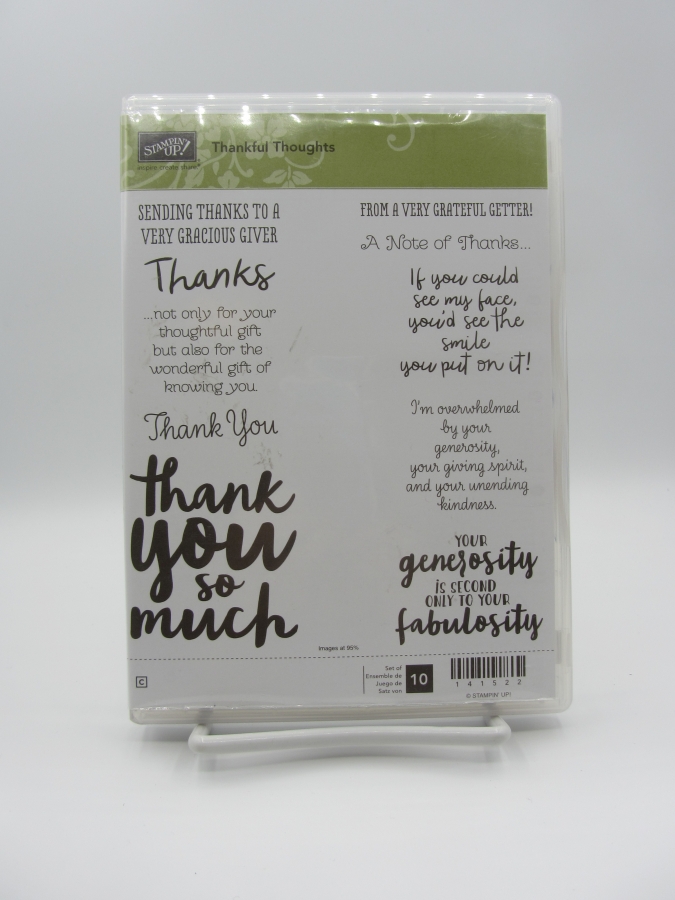 STAMPIN' UP!
inspire create share®
Thankful Thoughts
SENDING THANKS TO A
VERY GRACIOUS GIVER
Thanks
...not only for your
thoughtful gift
but also for the
wonderful gift of
knowing you.
Thank You
thank
you
so
much
FROM A VERY GRATEFUL GETTER!
A Note of Thanks...
If you could
see my face,
you'd see the
smile
you put on it!
I'm overwhelmed
by your
generosity,
your giving spirit,
and your unending
kindness.
YOUR
generosity
is SECOND
ONLY TO YOUR
fabulosity
Images at 95%
C
Set of
Ensemble de
Juego de
Satz von
10
141522
© STAMPIN' UP!